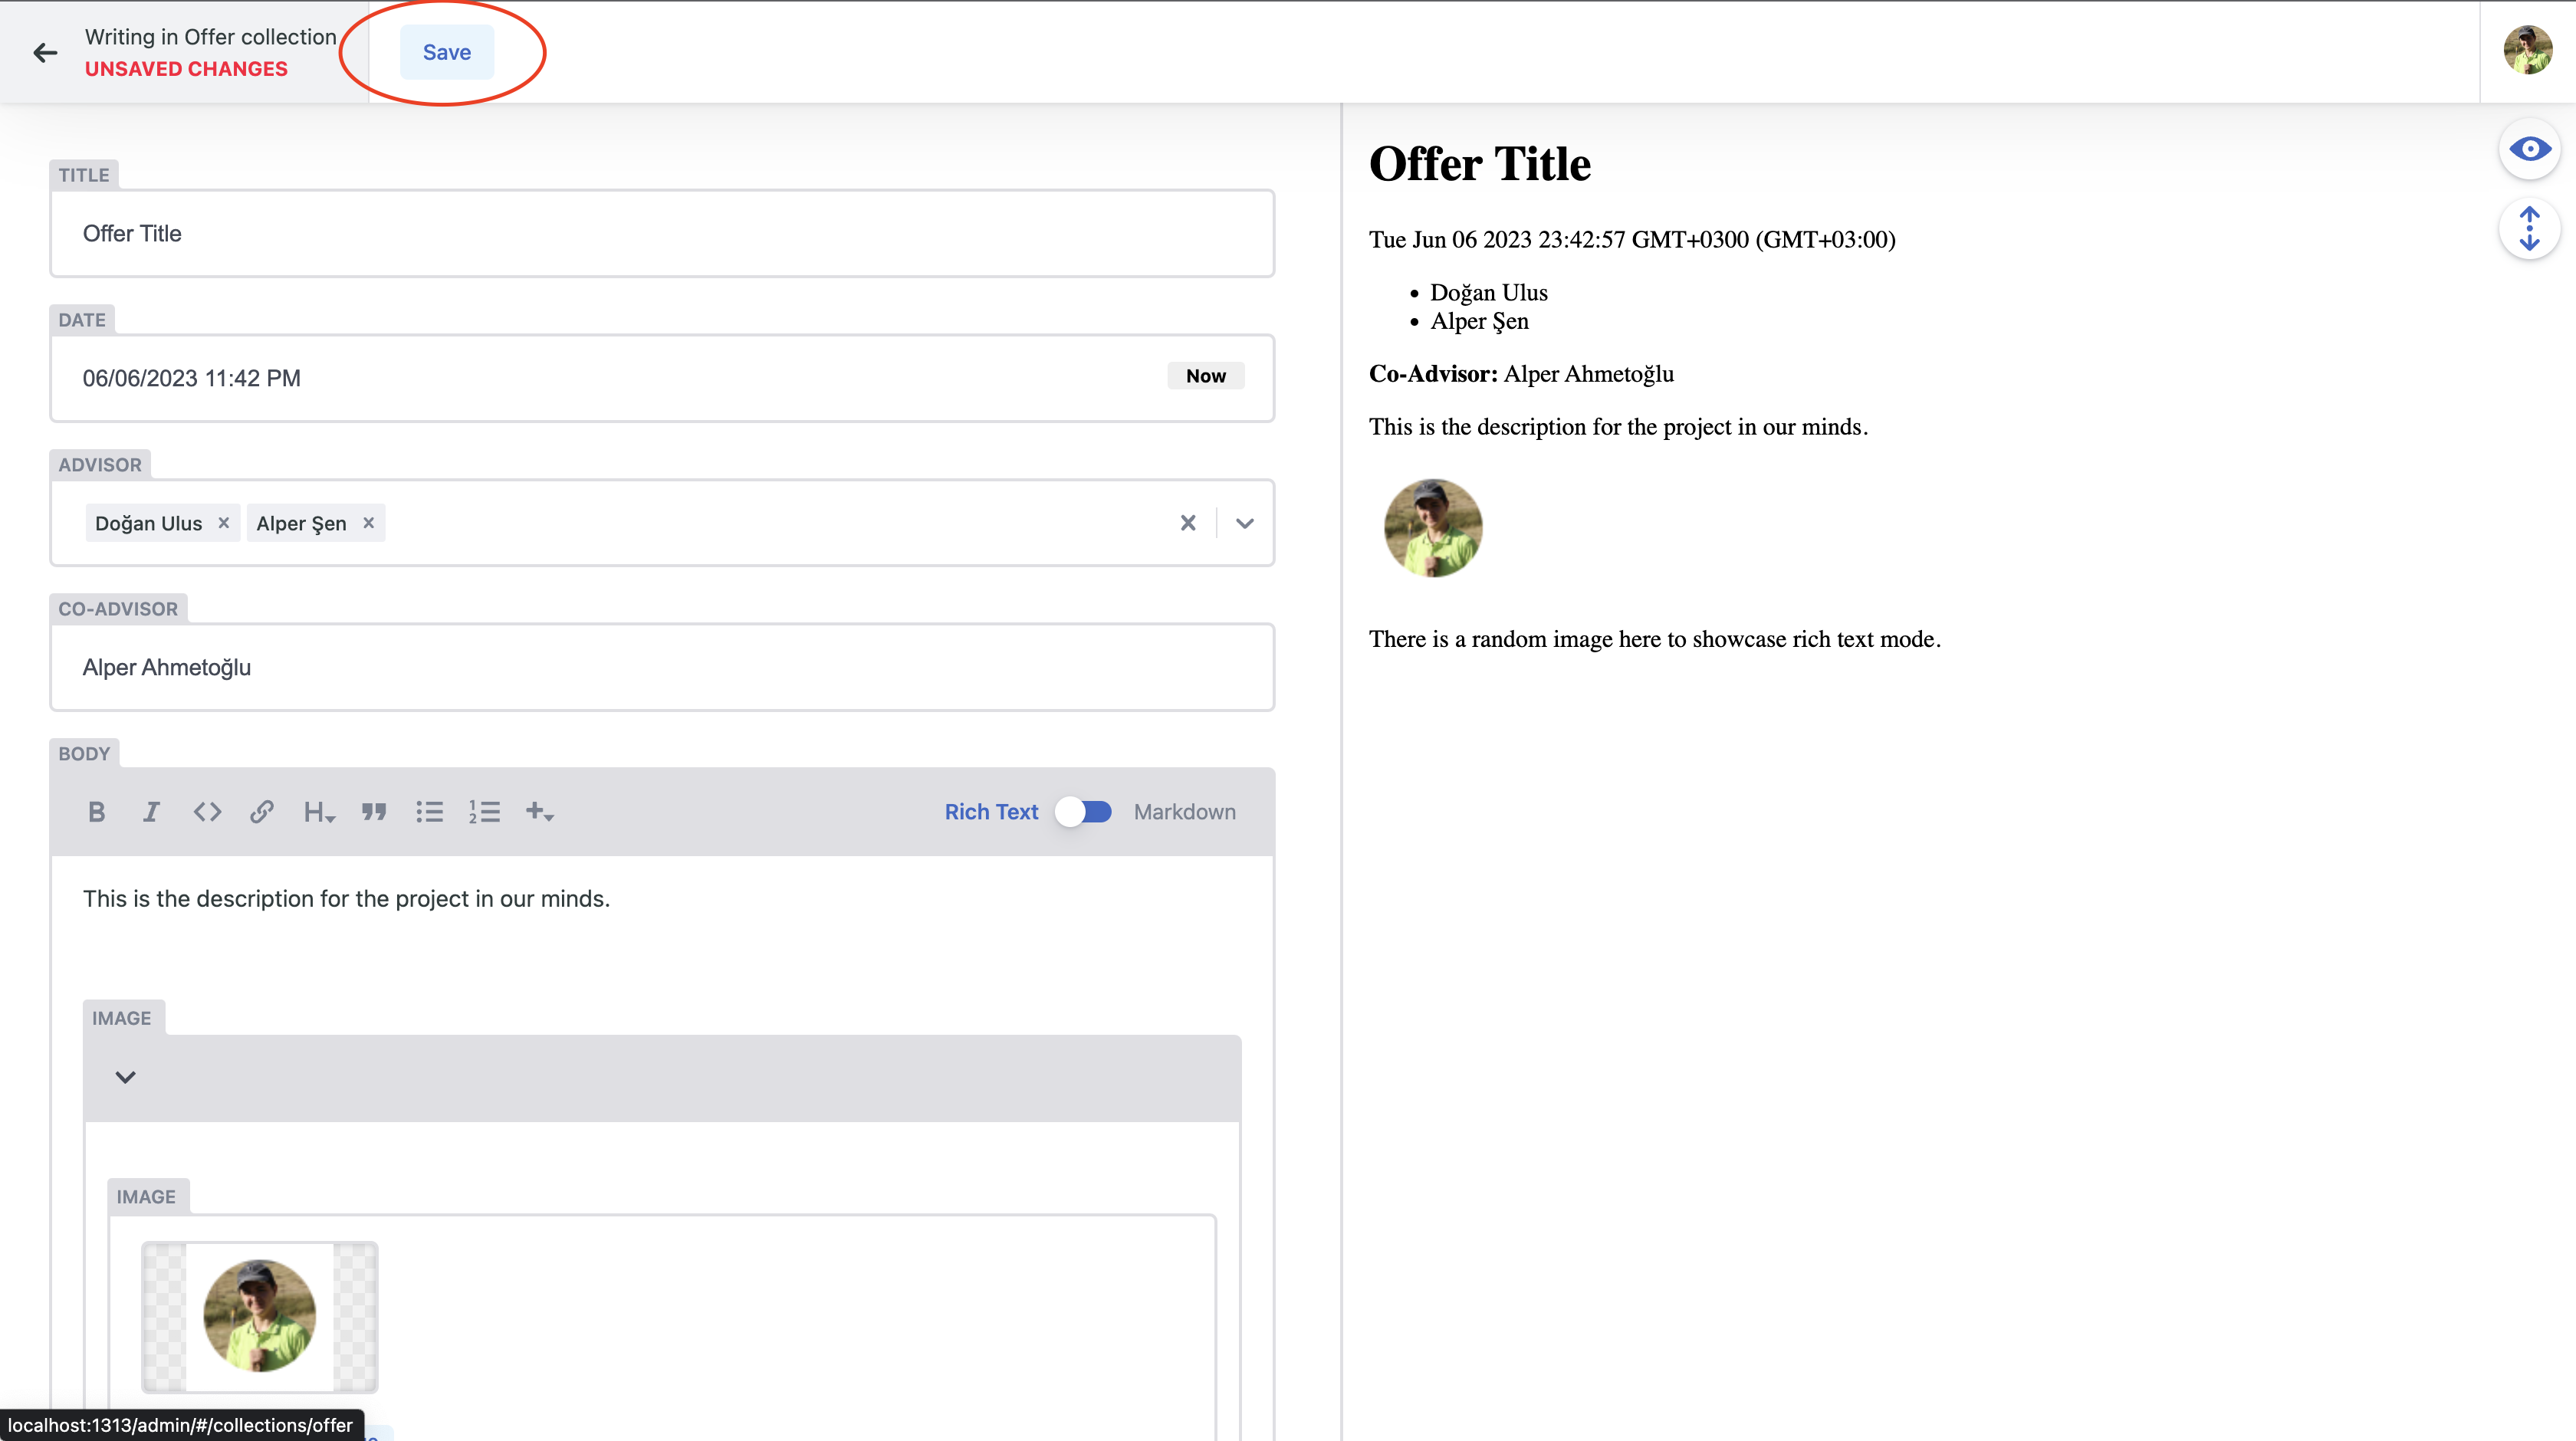 Writing in Offer collection
UNSAVED CHANGES
Save
TITLE
Offer Title
DATE
06/06/2023 11:42 PM
Now
ADVISOR
Doğan Ulus
Alper Şen
CO-ADVISOR
Alper Ahmetoğlu
BODY
Rich Text
Markdown
This is the description for the project in our minds.
IMAGE
IMAGE
localhost:1313/admin/#/collections/offer
Offer Title
Tue Jun 06 2023 23:42:57 GMT+0300 (GMT+03:00)
Doğan Ulus
Alper Şen
Co-Advisor: Alper Ahmetoğlu
This is the description for the project in our minds.
There is a random image here to showcase rich text mode.